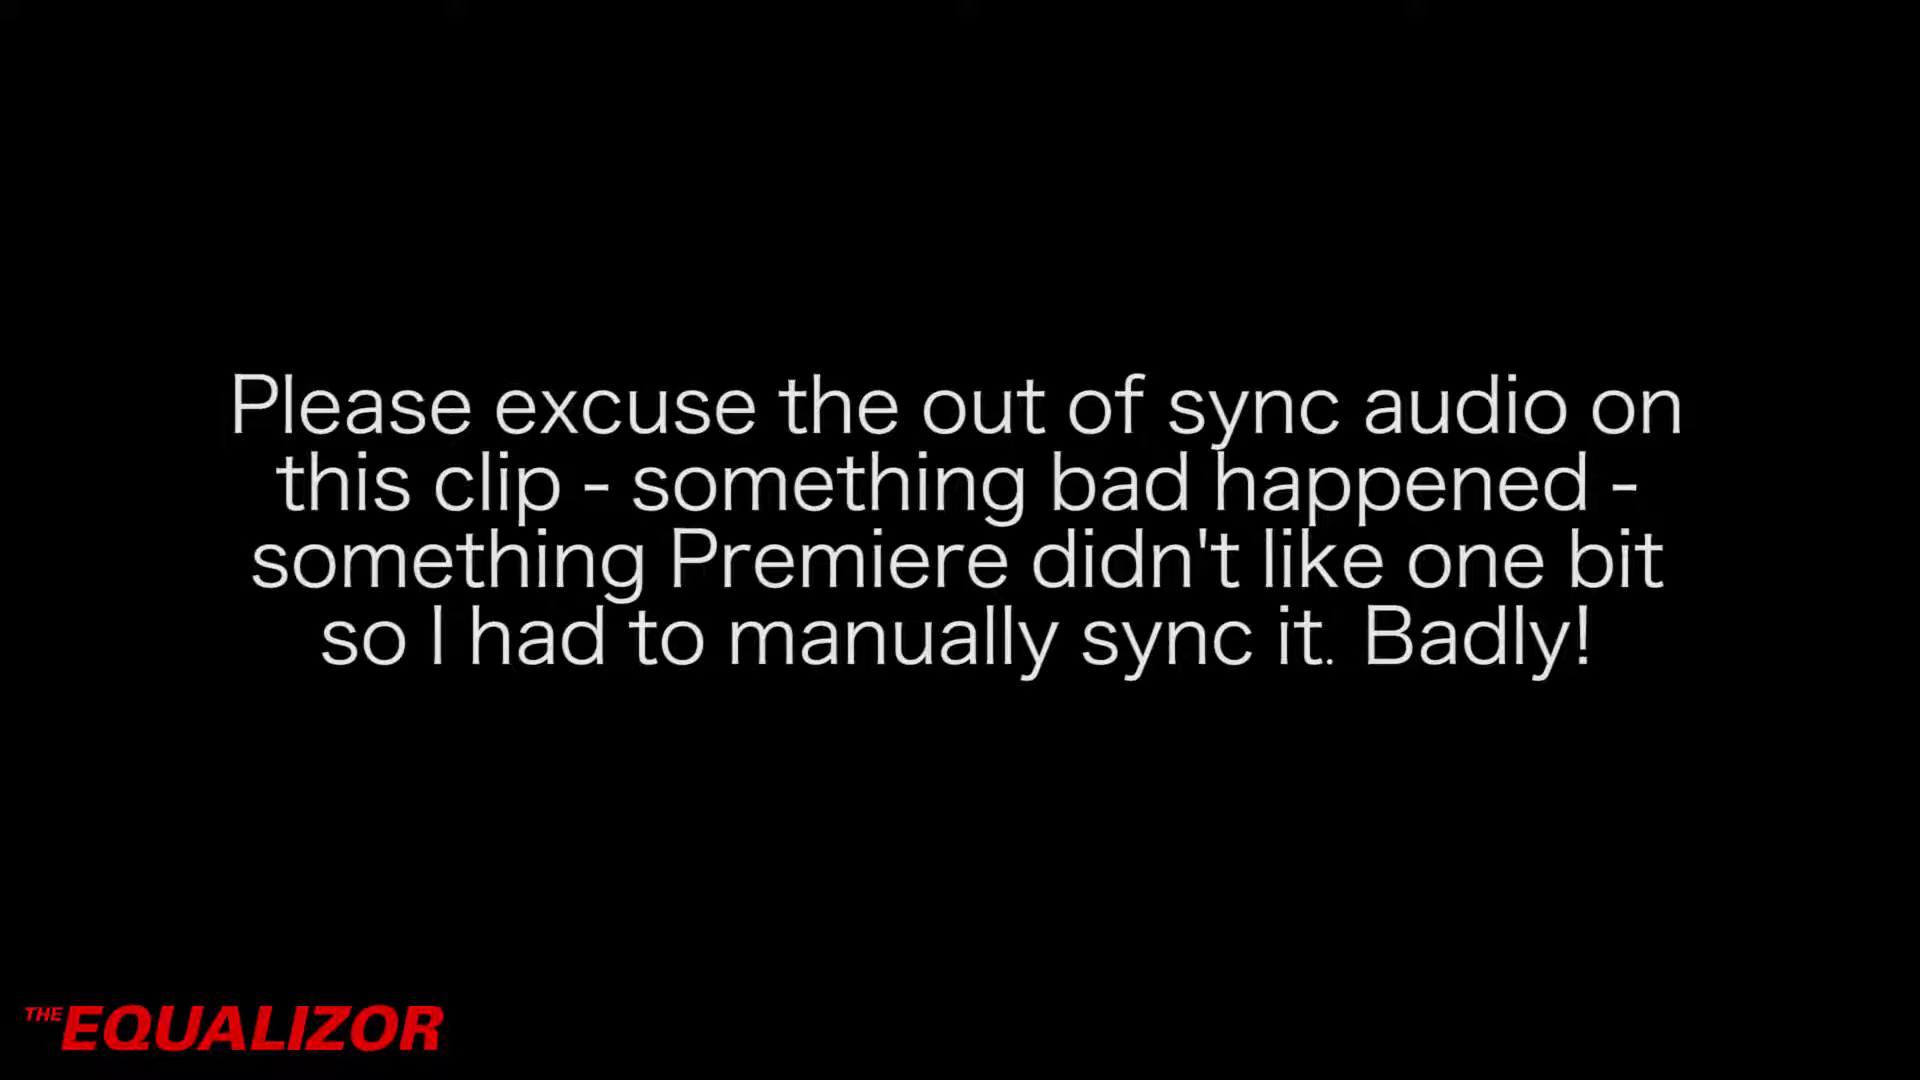 Please excuse the out of sync audio on
this clip - something bad happened -
something Premiere didn't like one bit
so I had to manually sync it. Badly!
THE EQUALIZOR